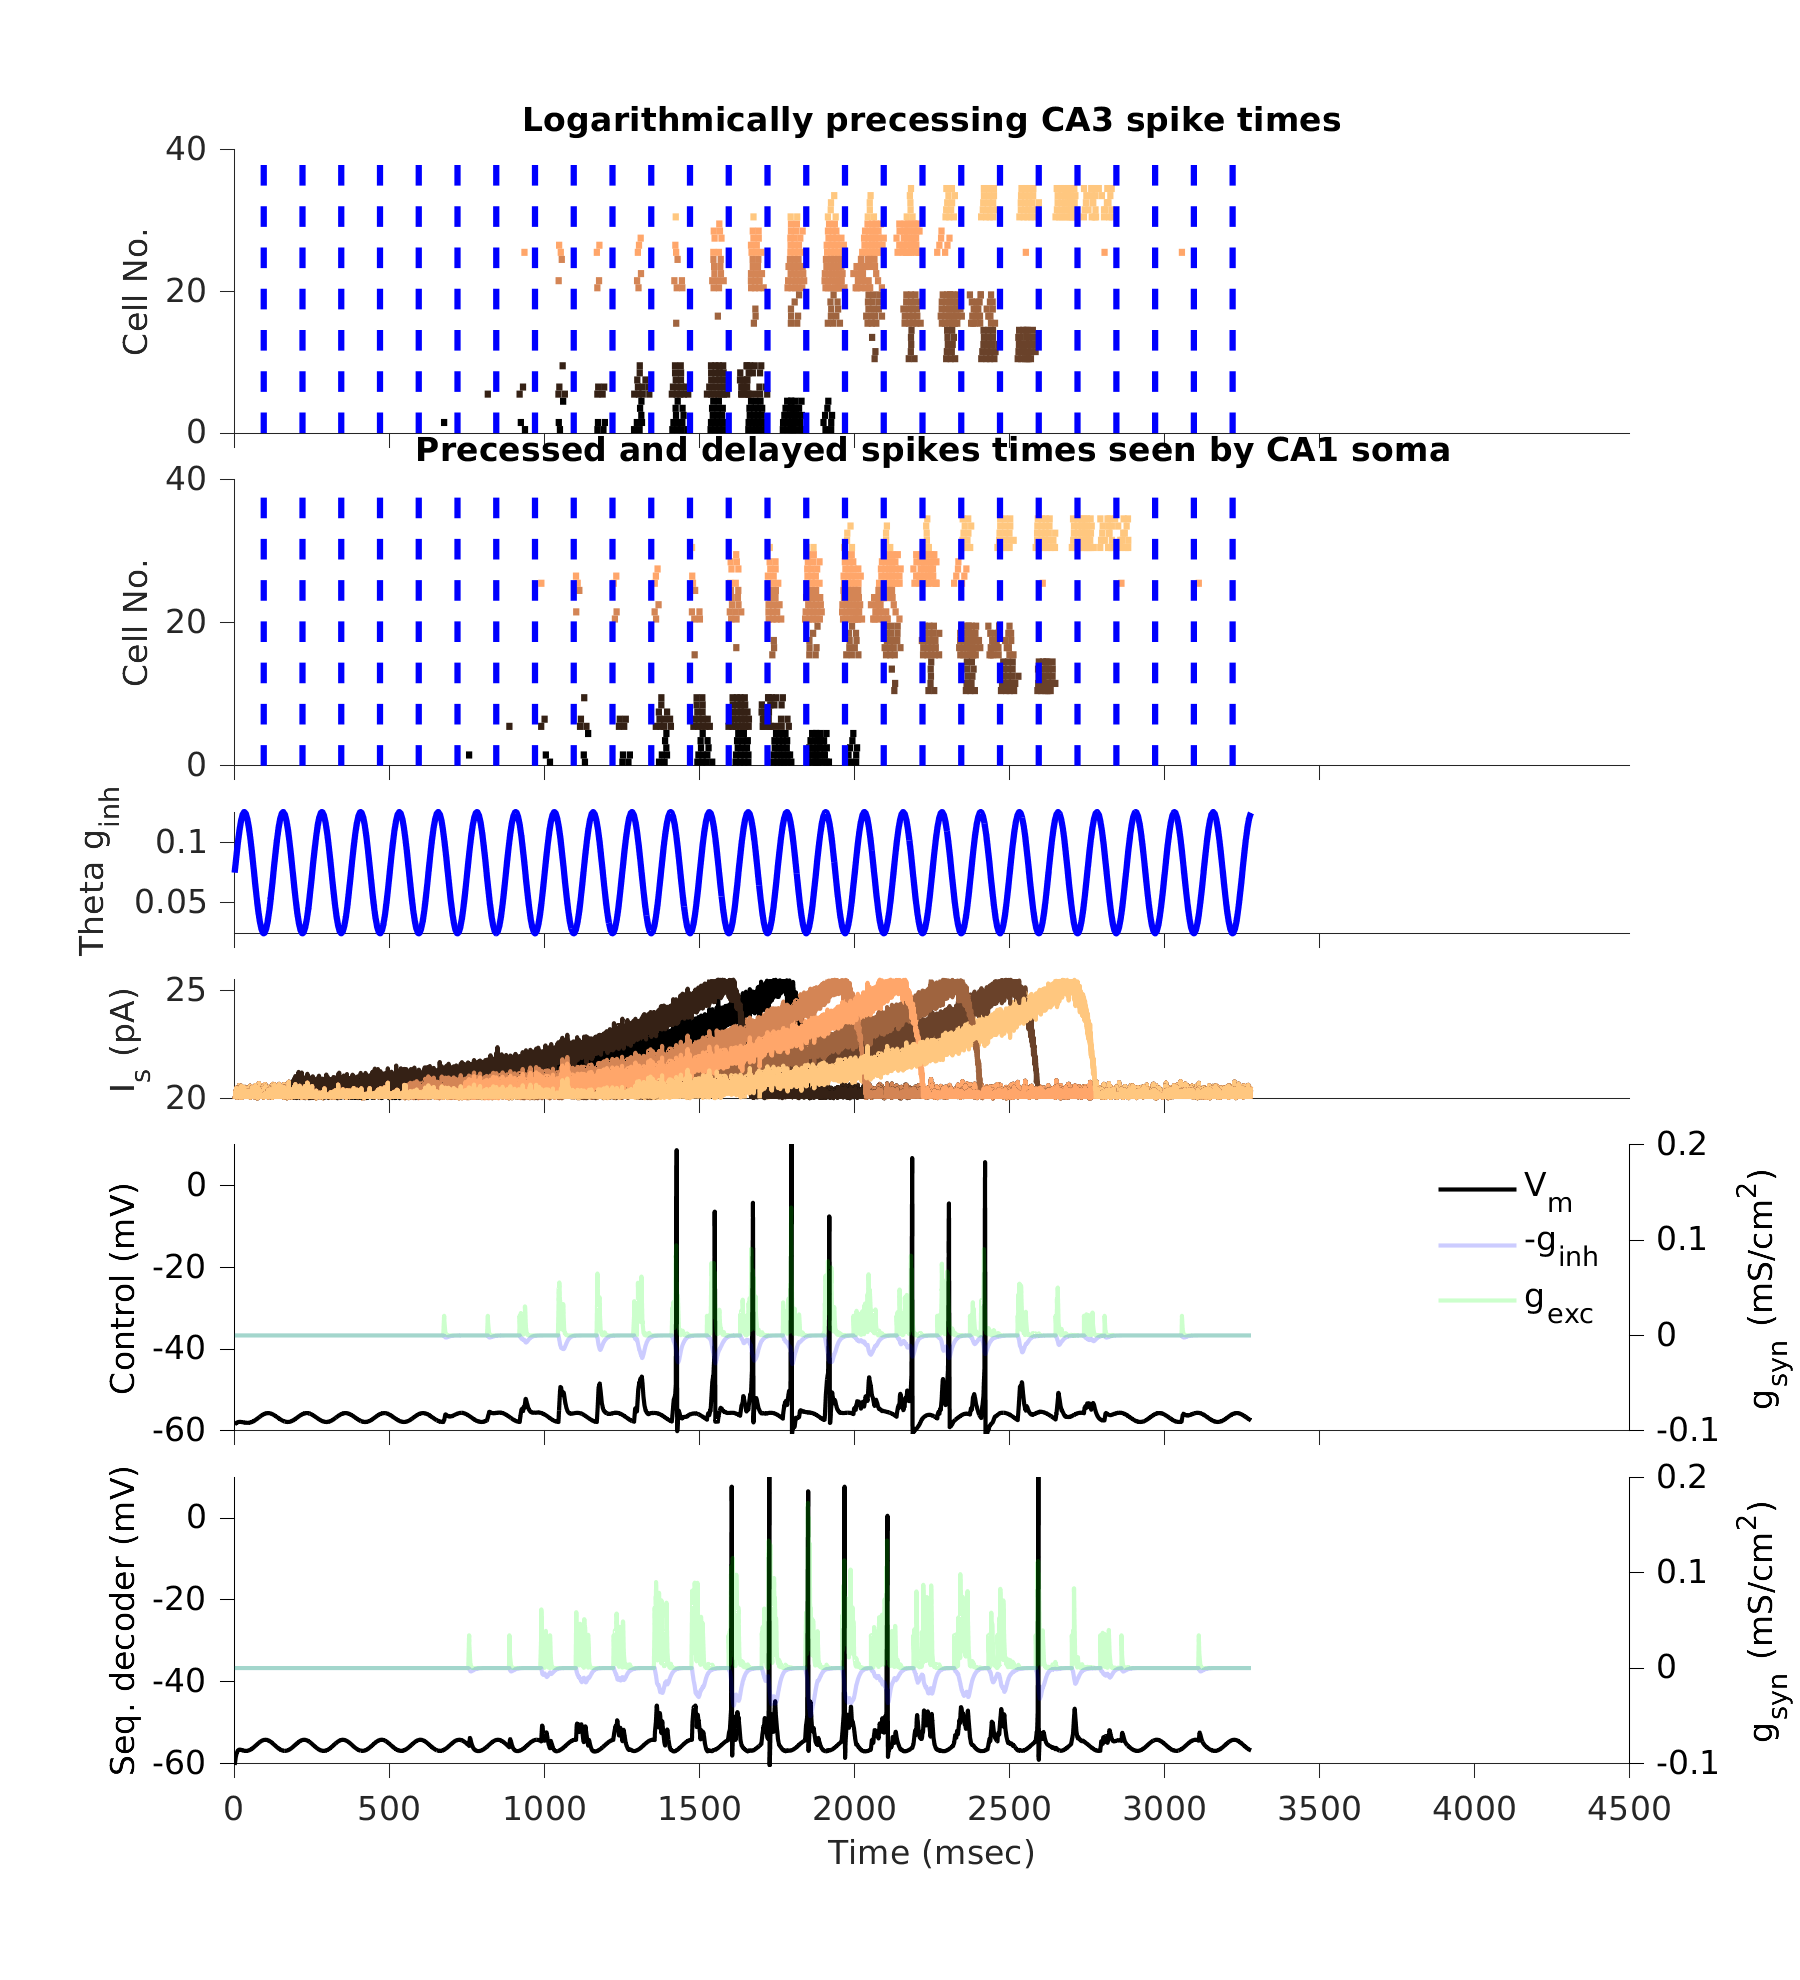 Logarithmically precessing CA3 spike times
40
20
0
Cell No.
Precessed and delayed spikes times seen by CA1 soma
40
20
0
Cell No.
0.1
0.05
Theta g_inh
25
20
I_s (pA)
0
-20
-40
-60
Control (mV)
V_m
-g_inh
g_exc
0.2
0.1
0
-0.1
g_syn (mS/cm^2)
0
-20
-40
-60
Seq. decoder (mV)
0.2
0.1
0
-0.1
g_syn (mS/cm^2)
0 500 1000 1500 2000 2500 3000 3500 4000 4500
Time (msec)